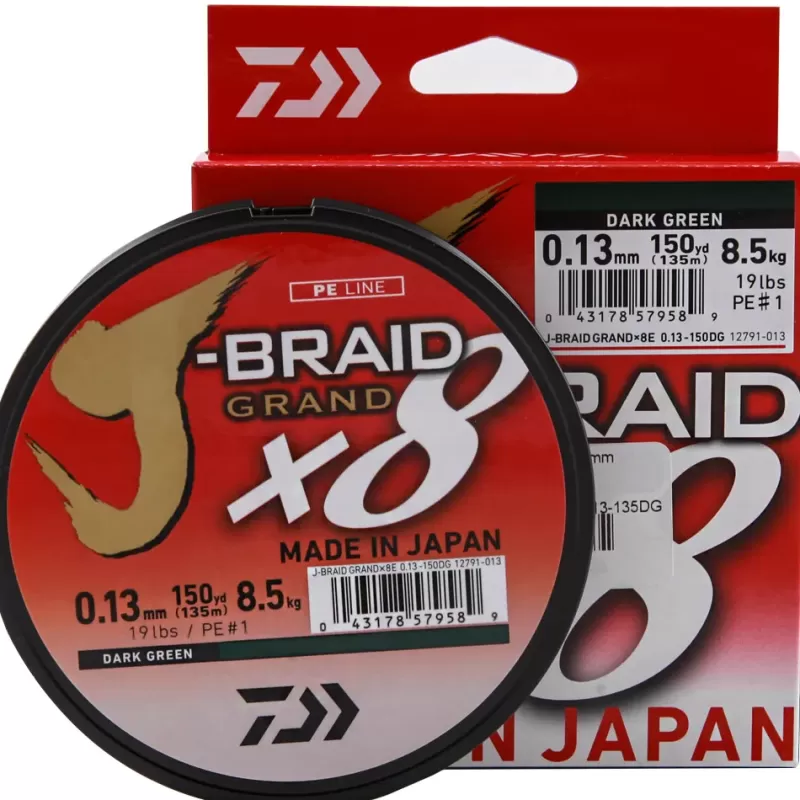 DARK GREEN
0.13mm 150yd (135m) 8.5kg
19lbs
PE#1
0 43178 57958 9
J-BRAID GRAND×8E 0.13-150DG 12791-013
RAID
8
mm
13-135DG
N JAPAN
PE LINE
J-BRAID
GRAND
×8
MADE IN JAPAN
J-BRAID GRAND×8E 0.13-150DG 12791-013
0.13mm 150yd (135m) 8.5kg
19lbs / PE#1
0 43178 57958 9
DARK GREEN